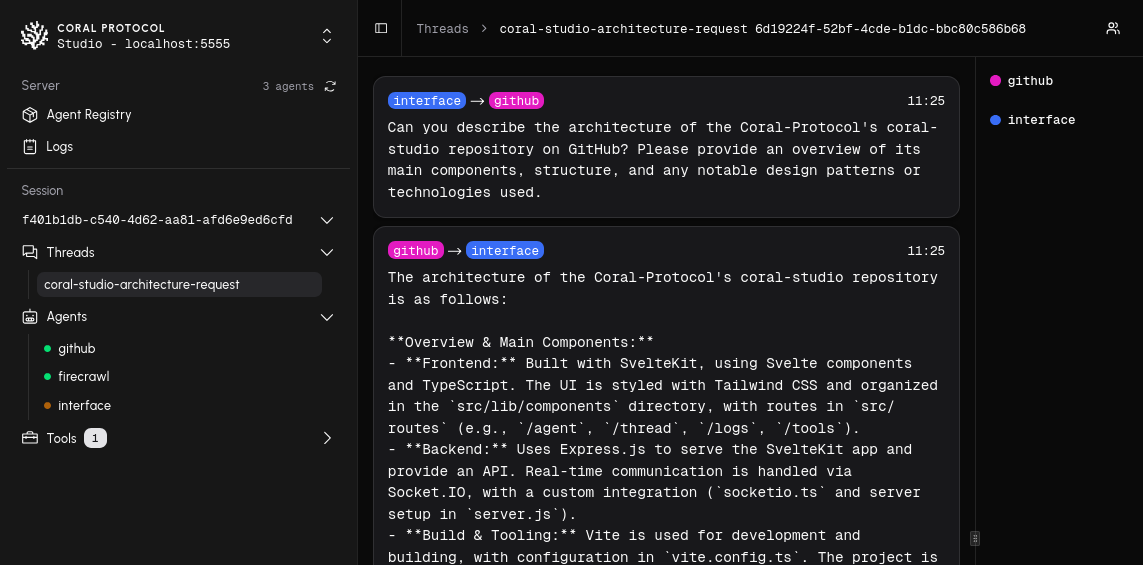 CORAL PROTOCOL
Studio - localhost:5555
Server
3 agents
Agent Registry
Logs
Session
f401b1db-c540-4d62-aa81-afd6e9ed6cfd
Threads
coral-studio-architecture-request
Agents
github
firecrawl
interface
Tools 1
Threads > coral-studio-architecture-request 6d19224f-52bf-4cde-b1dc-bbc80c586b68
interface → github 11:25
Can you describe the architecture of the Coral-Protocol's coral-
studio repository on GitHub? Please provide an overview of its
main components, structure, and any notable design patterns or
technologies used.
github → interface 11:25
The architecture of the Coral-Protocol's coral-studio repository
is as follows:
**Overview & Main Components:**
- **Frontend:** Built with SvelteKit, using Svelte components
and TypeScript. The UI is styled with Tailwind CSS and organized
in the `src/lib/components` directory, with routes in `src/
routes` (e.g., `/agent`, `/thread`, `/logs`, `/tools`).
- **Backend:** Uses Express.js to serve the SvelteKit app and
provide an API. Real-time communication is handled via
Socket.IO, with a custom integration (`socketio.ts` and server
setup in `server.js`).
- **Build & Tooling:** Vite is used for development and
building, with configuration in `vite.config.ts`. The project is
github
interface